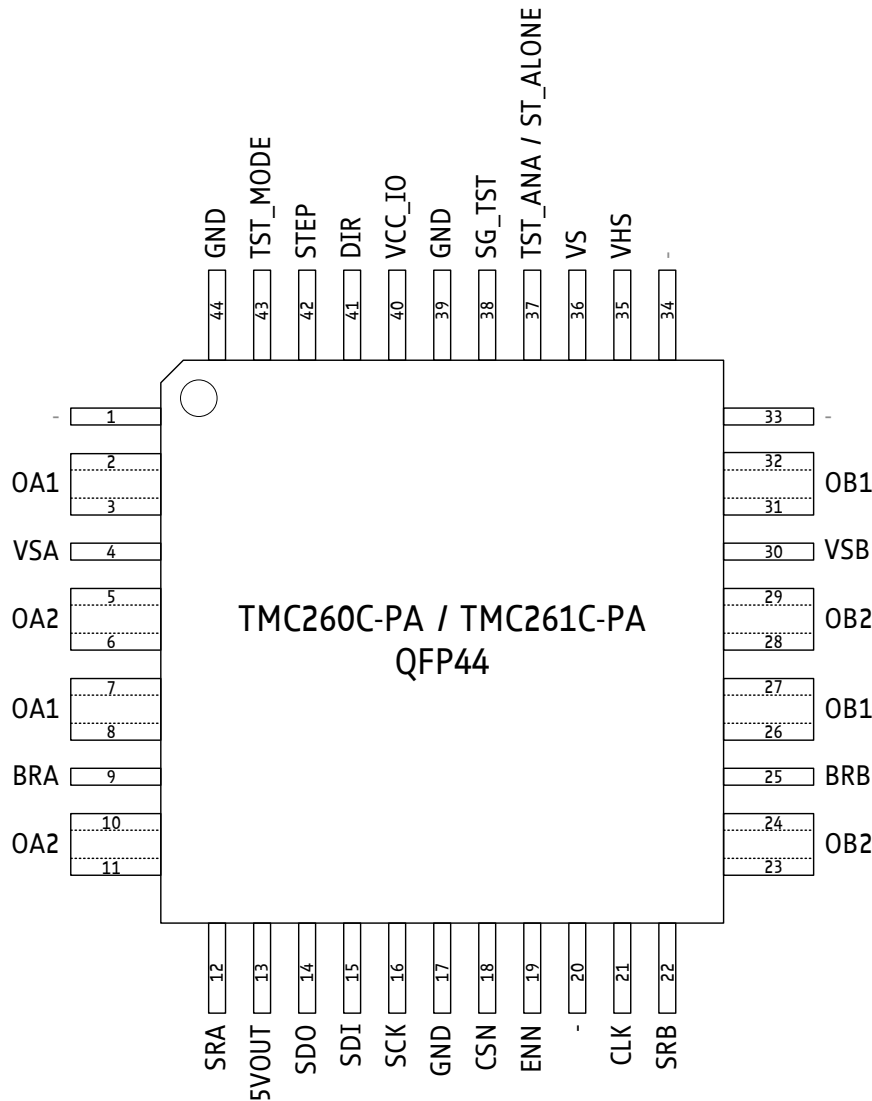 GND
TST_MODE
STEP
DIR
VCC_IO
GND
SG_TST
TST_ANA / ST_ALONE
VS
VHS
-
44
43
42
41
40
39
38
37
36
35
34
- 1
33 -
2
OA1
3
32
OB1
31
VSA 4
30 VSB
5
OA2
6
29
OB2
28
TMC260C-PA / TMC261C-PA
QFP44
7
OA1
8
27
OB1
26
BRA 9
25 BRB
10
OA2
11
24
OB2
23
12
13
14
15
16
17
18
19
20
21
22
SRA
5VOUT
SDO
SDI
SCK
GND
CSN
ENN
-
CLK
SRB